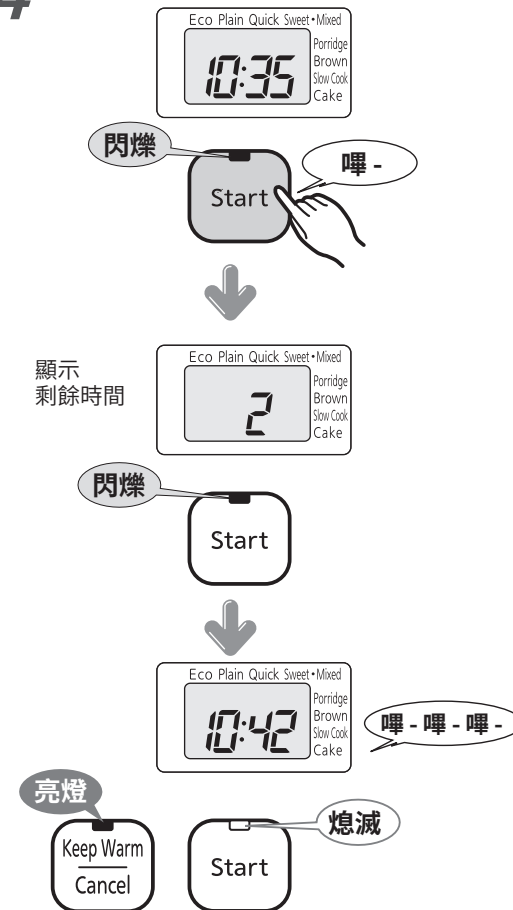 4
Eco Plain Quick Sweet•Mixed
Porridge
10:35
Brown
Slow Cook
Cake
閃爍
嗶 -
Start
顯示
剩餘時間
Eco Plain Quick Sweet•Mixed
Porridge
2
Brown
Slow Cook
Cake
閃爍
Start
Eco Plain Quick Sweet•Mixed
Porridge
10:42
Brown
Slow Cook
Cake
嗶 - 嗶 - 嗶 -
亮燈
熄滅
Keep Warm
Cancel
Start